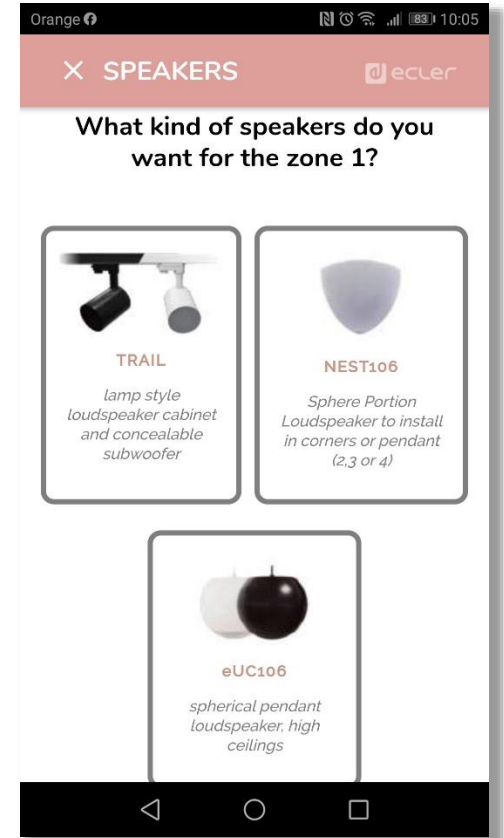 Orange
83 10:05
× SPEAKERS
ecler
What kind of speakers do you
want for the zone 1?
TRAIL
lamp style
loudspeaker cabinet
and concealable
subwoofer
NEST106
Sphere Portion
Loudspeaker to install
in corners or pendant
(2,3 or 4)
eUC106
spherical pendant
loudspeaker, high
ceilings